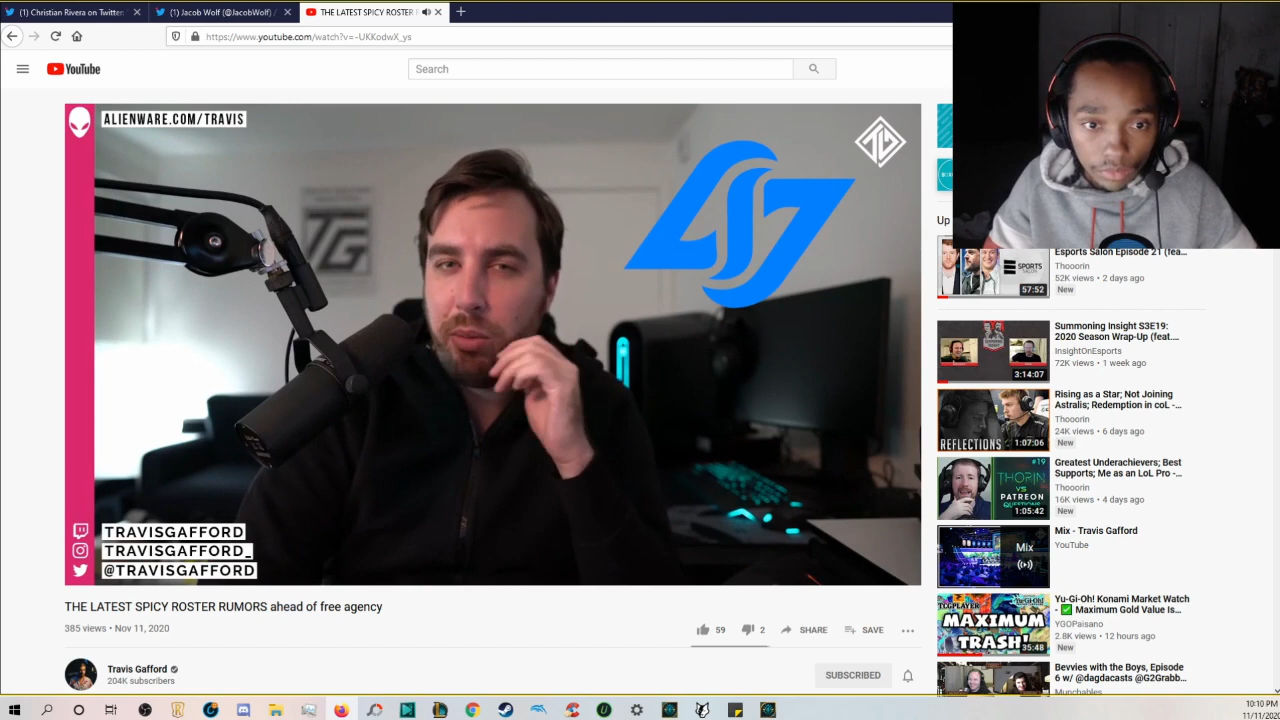 (1) Christian Rivera on Twitter
(1) Jacob Wolf (@JacobWolf) /
THE LATEST SPICY ROSTER R
https://www.youtube.com/watch?v=-UKKodwX_ys
YouTube
Search
ALIENWARE.COM/TRAVIS
TRAVISGAFFORD
TRAVISGAFFORD_
@TRAVISGAFFORD
THE LATEST SPICY ROSTER RUMORS ahead of free agency
385 views • Nov 11, 2020
59
2
SHARE
SAVE
Travis Gafford
204K subscribers
SUBSCRIBED
Up
Esports Salon Episode 21 (fea...
Thooorin
52K views • 2 days ago
New
SPORTS
57:52
Summoning Insight S3E19:
2020 Season Wrap-Up (feat....
InsightOnEsports
72K views • 1 week ago
3:14:07
Rising as a Star; Not Joining
Astralis; Redemption in coL -...
Thooorin
24K views • 6 days ago
New
REFLECTIONS
1:07:06
Greatest Underachievers; Best
Supports; Me as an LoL Pro -...
Thooorin
16K views • 4 days ago
New
#19
THORIN
VS
PATREON
QUESTIONS
1:05:42
Mix - Travis Gafford
YouTube
Mix
Yu-Gi-Oh! Konami Market Watch
- ✅ Maximum Gold Value Is...
YGOPaisano
2.8K views • 12 hours ago
New
TCGPLAYER
MAXIMUM
TRASH!
35:48
Bevvies with the Boys, Episode
6 w/ @dagdacasts @G2Grabb...
Munchables
10:10 PM
11/11/2020